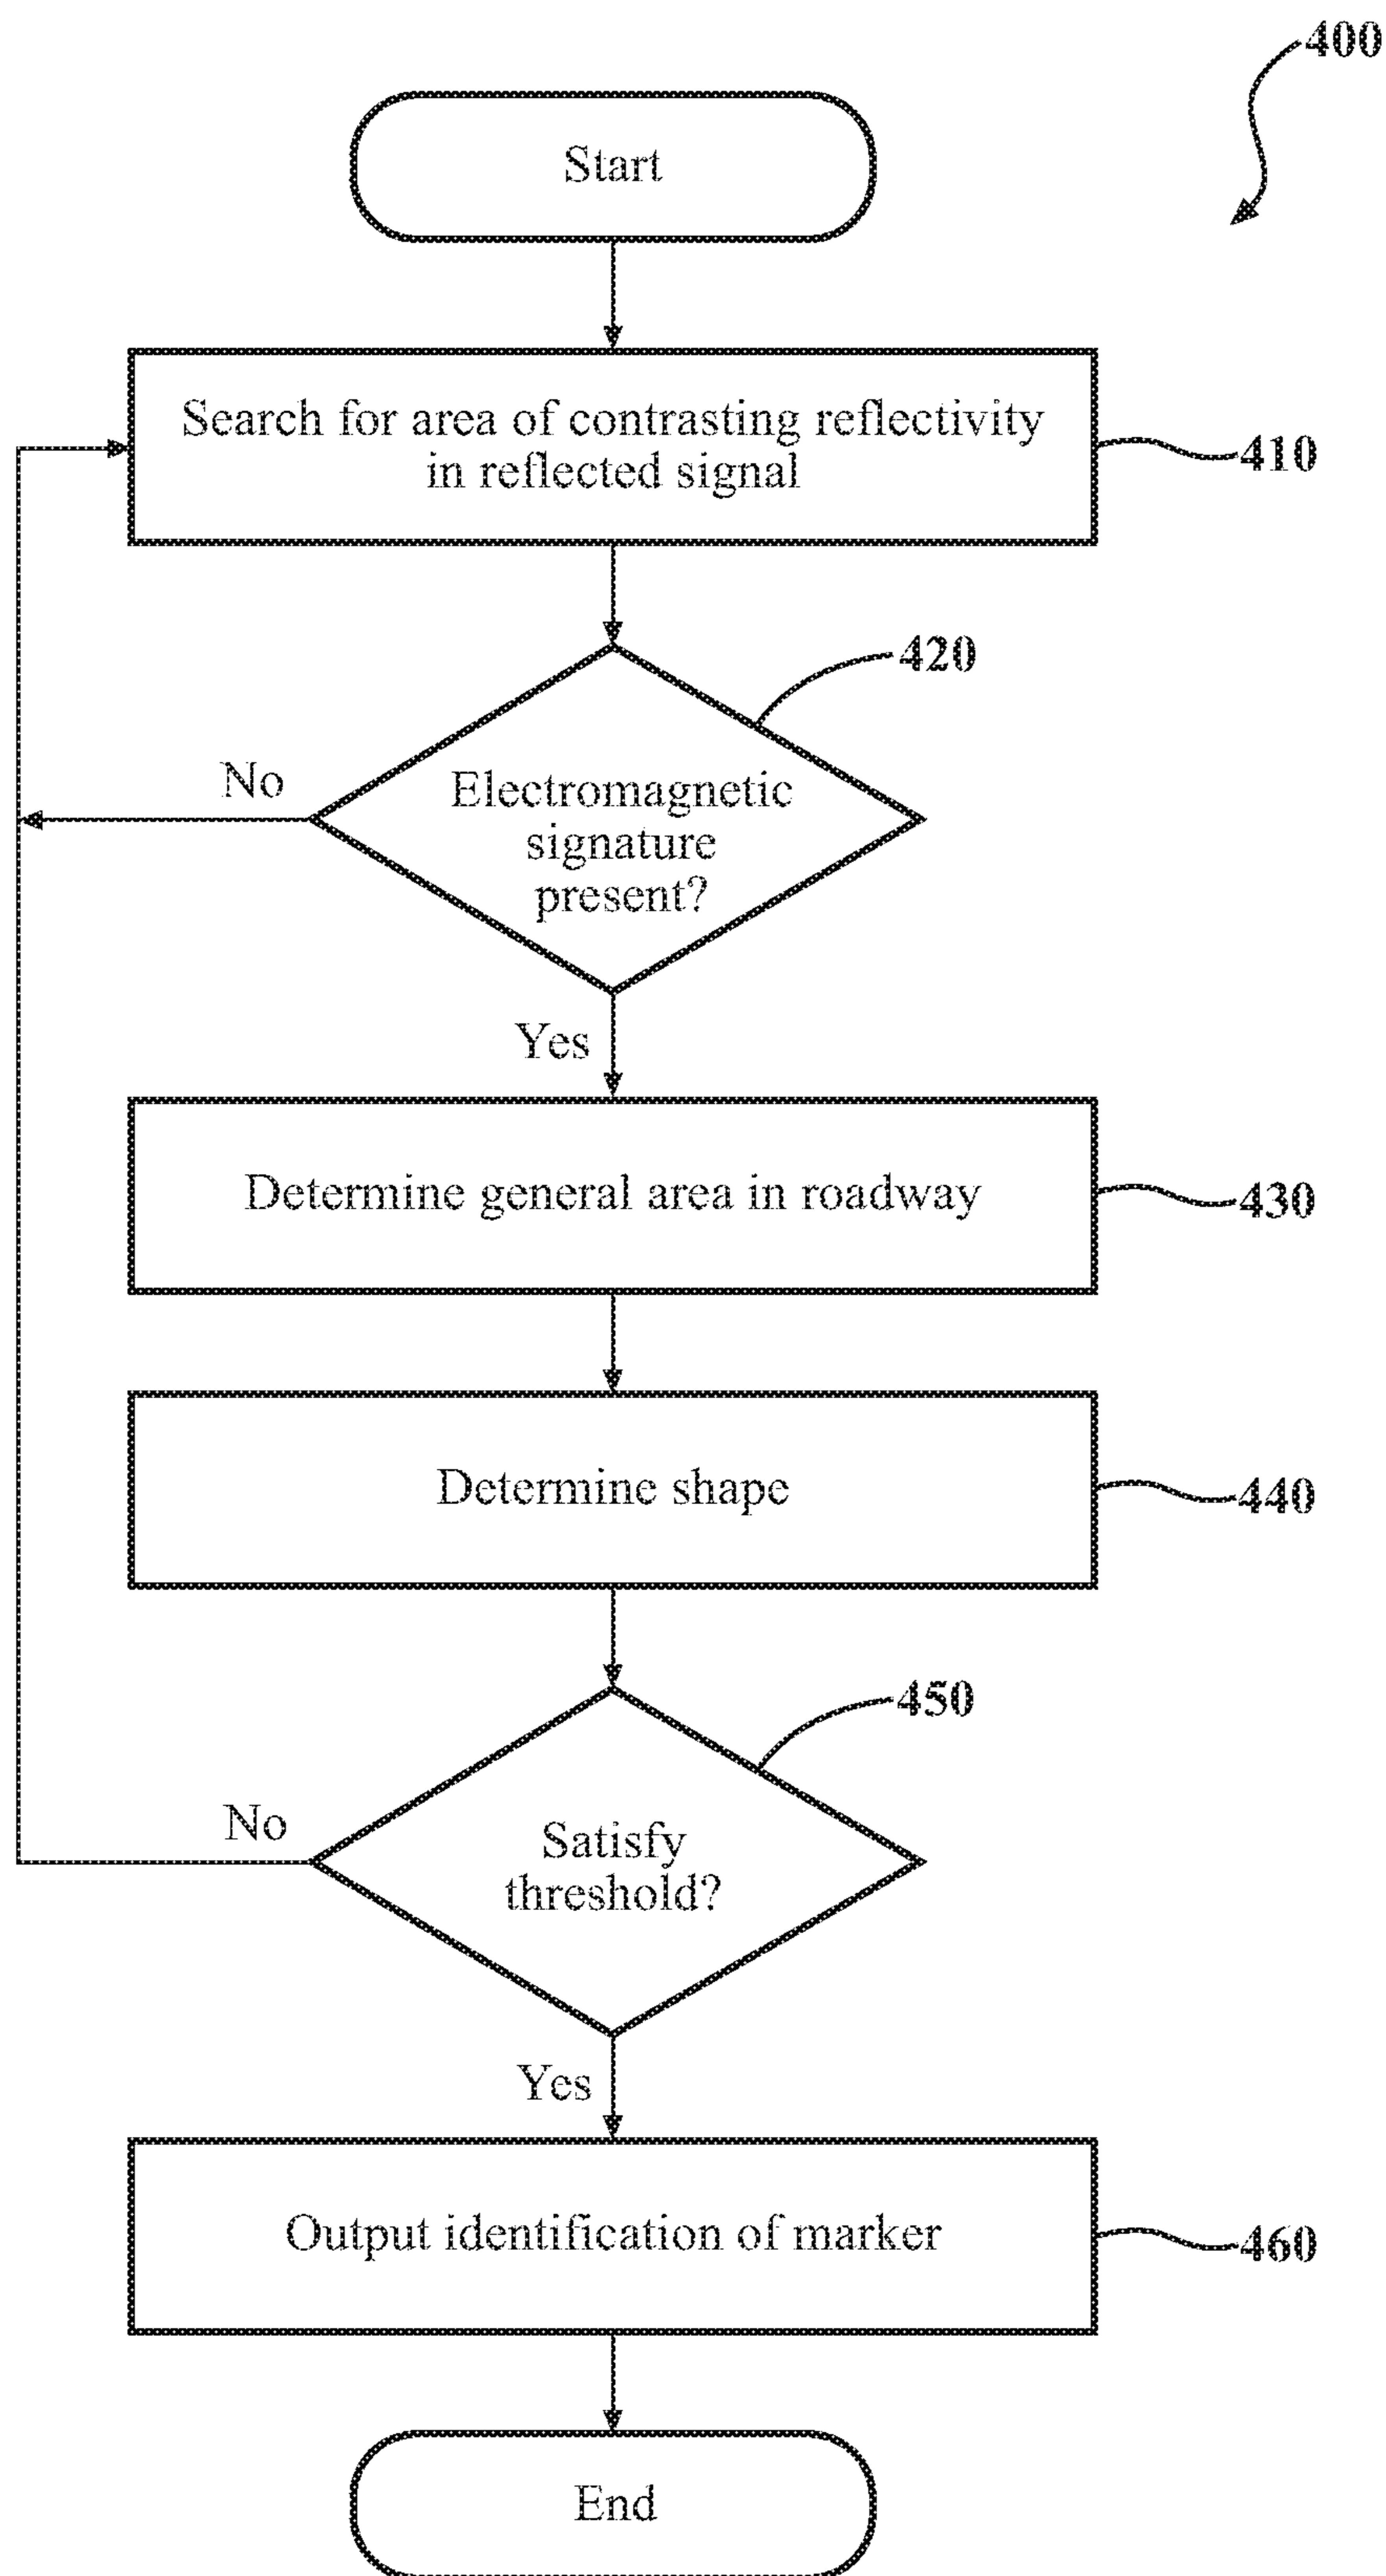 400
Start
Search for area of contrasting reflectivity
in reflected signal
410
420
No
Electromagnetic
signature
present?
Yes
Determine general area in roadway
430
Determine shape
440
450
No
Satisfy
threshold?
Yes
Output identification of marker
460
End